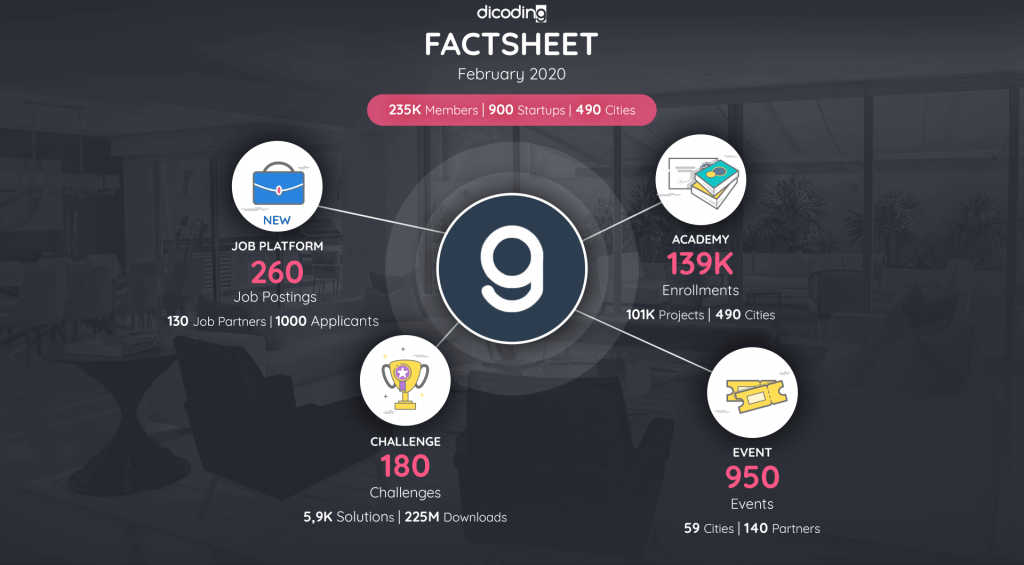 dicoding
FACTSHEET
February 2020
235K Members | 900 Startups | 490 Cities
NEW
JOB PLATFORM
260
Job Postings
130 Job Partners | 1000 Applicants
ACADEMY
139K
Enrollments
101K Projects | 490 Cities
g
CHALLENGE
180
Challenges
5,9K Solutions | 225M Downloads
EVENT
950
Events
59 Cities | 140 Partners